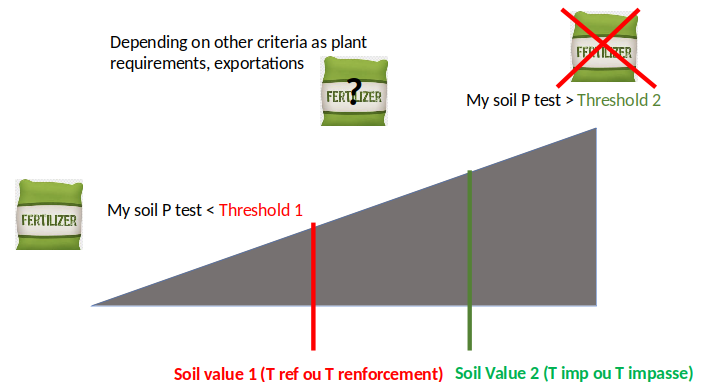 Depending on other criteria as plant
requirements, exportations
FERTILIZER
?
FERTILIZER
My soil P test > Threshold 2
FERTILIZER
My soil P test < Threshold 1
Soil value 1 (T ref ou T renforcement)
Soil Value 2 (T imp ou T impasse)